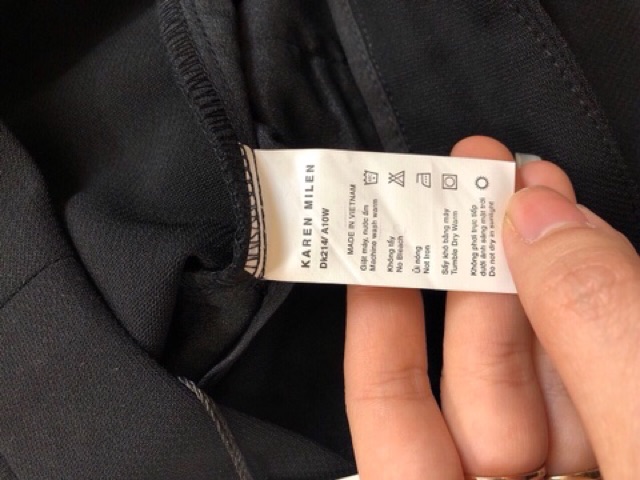 KAREN MILEN
Dk214/ A10W
MADE IN VIETNAM
Giặt máy, nước ấm
Machine wash warm
Không tẩy
No Bleach
Ủi nóng
Not Iron
Sấy khô bằng máy
Tumble Dry Warm
Không phơi trực tiếp
dưới ánh sáng mặt trời
Do not dry in sunlight